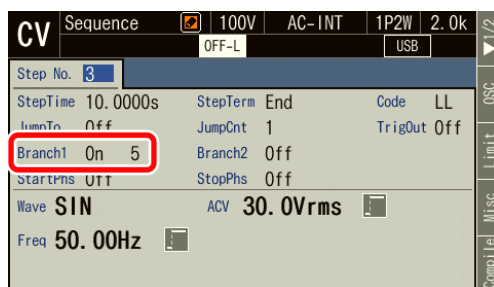 CV Sequence 100V AC-INT 1P2W 2.0k
OFF-L USB
▼1/2
Step No. 3
StepTime 10.0000s StepTerm End Code LL
JumpTo Off JumpCnt 1 TrigOut Off
Branch1 On 5 Branch2 Off
StartPhs Off StopPhs Off
Wave SIN ACV 30.0Vrms
Freq 50.00Hz
OSC
Limit
Misc
Compile